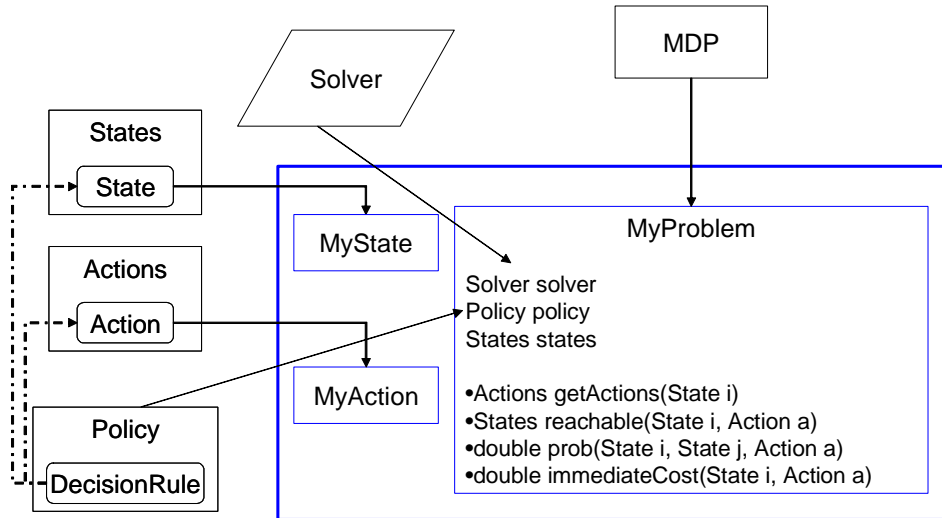 MDP
Solver
States
State
MyState
MyProblem
Actions
Action
Solver solver
Policy policy
States states
MyAction
•Actions getActions(State i)
•States reachable(State i, Action a)
•double prob(State i, State j, Action a)
•double immediateCost(State i, Action a)
Policy
DecisionRule